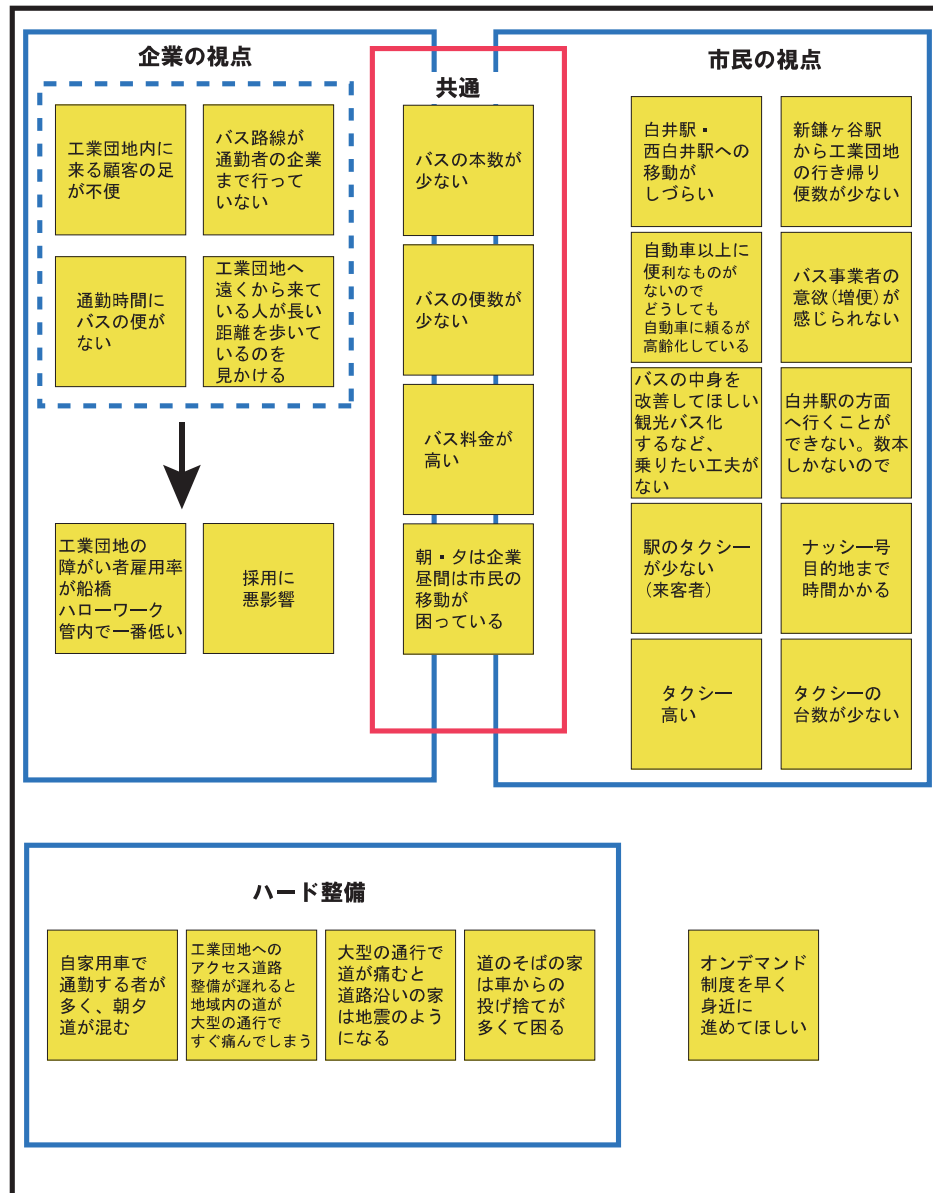 企業の視点
工業団地内に
来る顧客の足
が不便
バス路線が
通勤者の企業
まで行って
いない
通勤時間に
バスの便が
ない
工業団地へ
遠くから来て
いる人が長い
距離を歩いて
いるのを
見かける
工業団地の
障がい者雇用率
が船橋
ハローワーク
管内で一番低い
採用に
悪影響
共通
バスの本数が
少ない
バスの便数が
少ない
バス料金が
高い
朝・夕は企業
昼間は市民の
移動が
困っている
市民の視点
白井駅・
西白井駅への
移動が
しづらい
新鎌ヶ谷駅
から工業団地
の行き帰り
便数が少ない
自動車以上に
便利なものが
ないので
どうしても
自動車に頼るが
高齢化している
バス事業者の
意欲(増便)が
感じられない
バスの中身を
改善してほしい
観光バス化
するなど、
乗りたい工夫が
ない
白井駅の方面
へ行くことが
できない。数本
しかないので
駅のタクシー
が少ない
(来客者)
ナッシー号
目的地まで
時間かかる
タクシー
高い
タクシーの
台数が少ない
ハード整備
自家用車で
通勤する者が
多く、朝夕
道が混む
工業団地への
アクセス道路
整備が遅れると
地域内の道が
大型の通行で
すぐ痛んでしまう
大型の通行で
道が痛むと
道路沿いの家
は地震のよう
になる
道のそばの家
は車からの
投げ捨てが
多くて困る
オンデマンド
制度を早く
身近に
進めてほしい